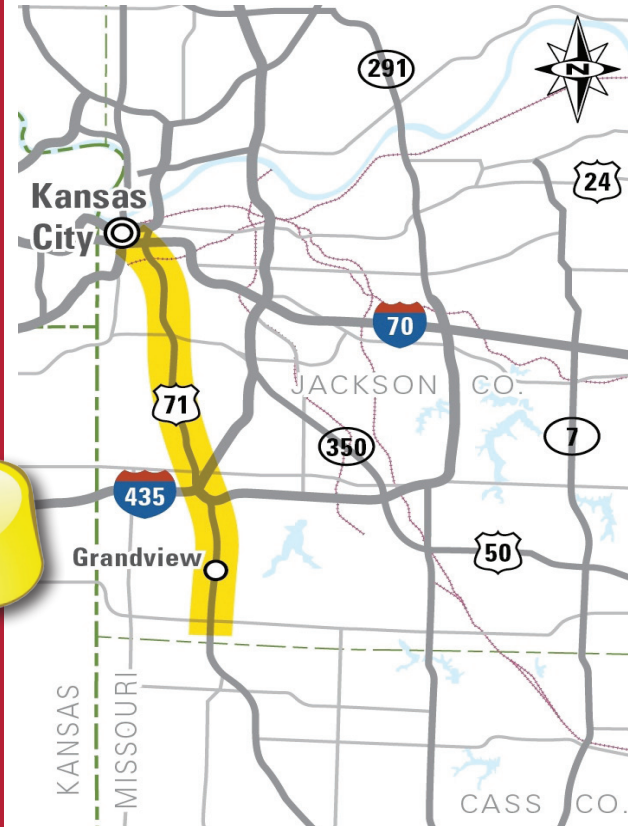 291
N
24
Kansas
City
70
JACKSON CO.
71
350
7
435
50
Grandview
KANSAS
MISSOURI
CASS CO.